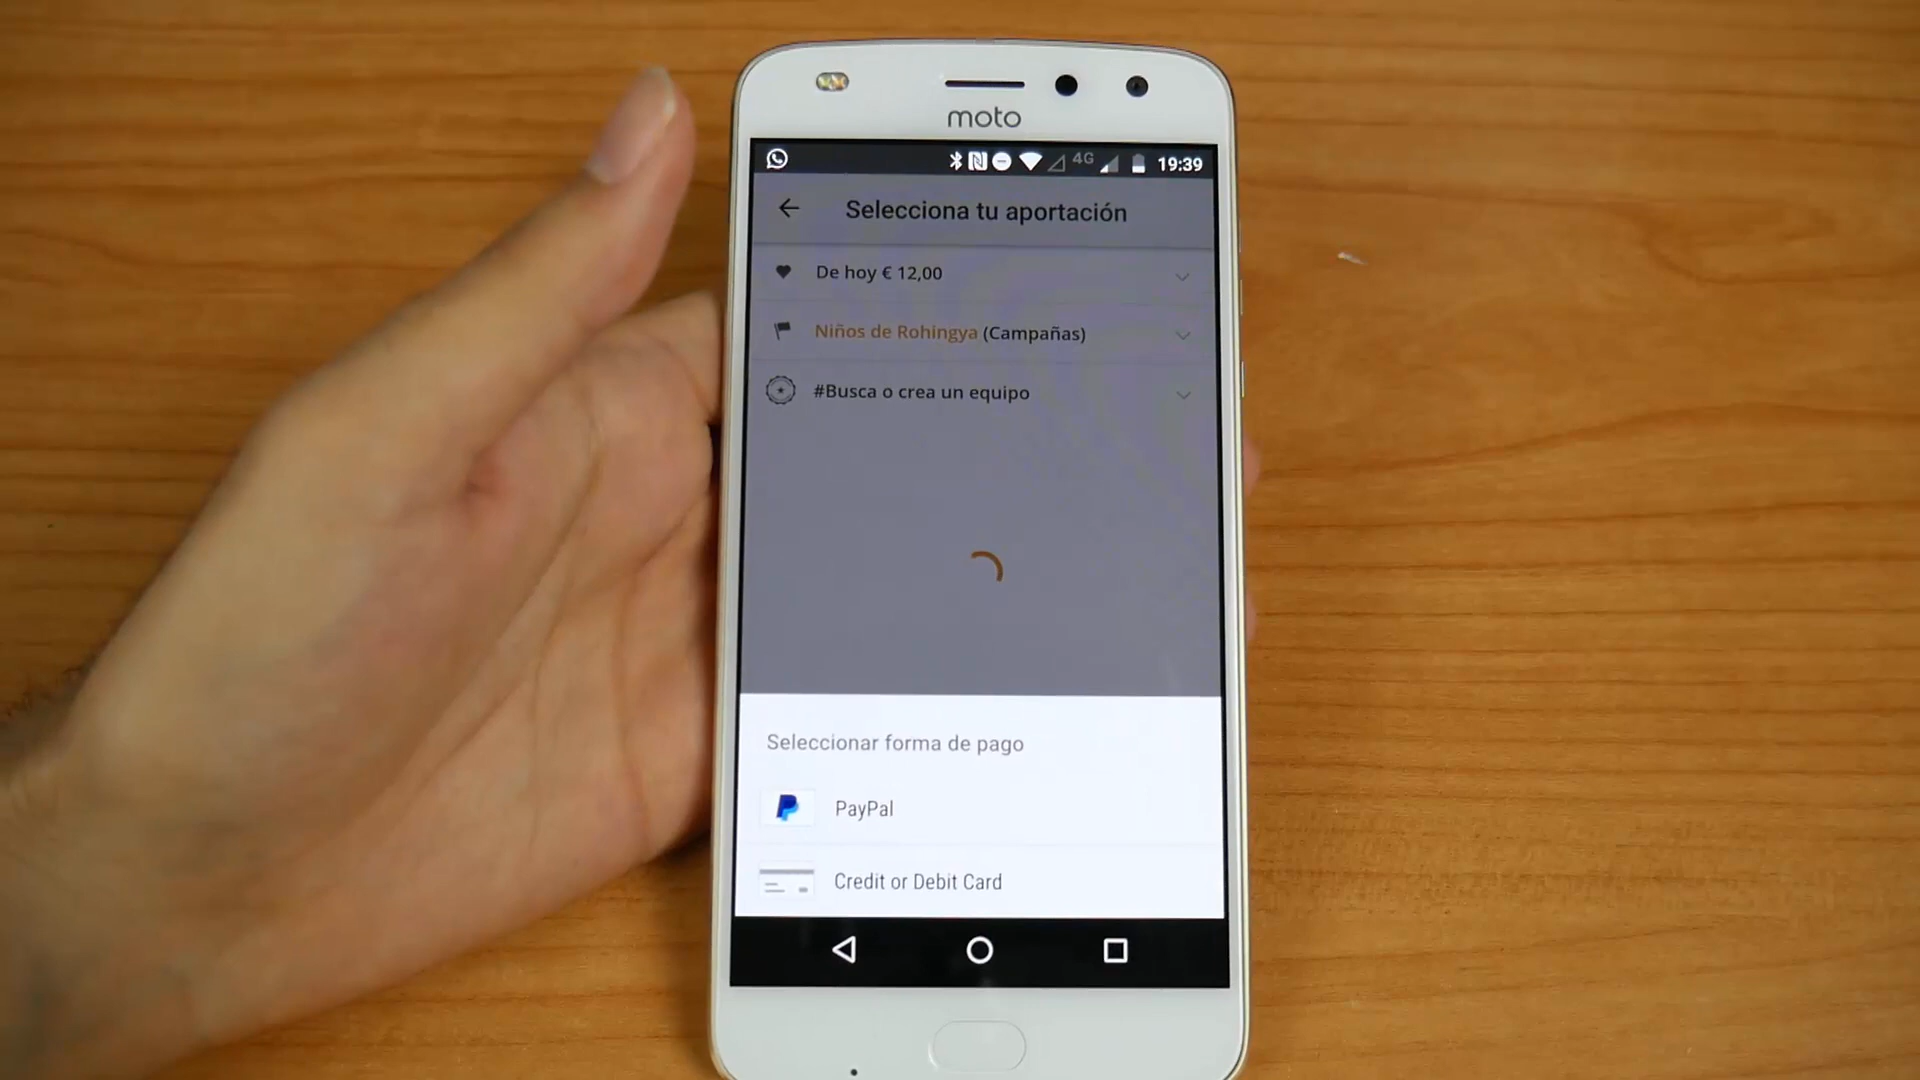 moto
4G 19:39
Selecciona tu aportación
De hoy € 12,00
Niños de Rohingya (Campañas)
#Busca o crea un equipo
Seleccionar forma de pago
PayPal
Credit or Debit Card